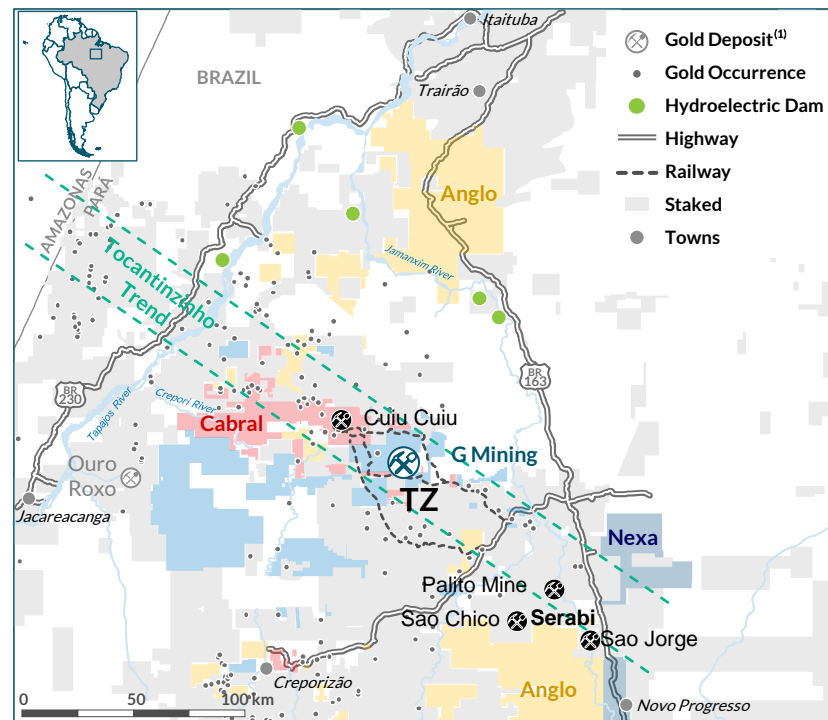 BRAZIL
Itaituba
Trairão
Gold Deposit(1)
Gold Occurrence
Hydroelectric Dam
Highway
Railway
Staked
Towns
AMAZONAS
PARÁ
Anglo
Tocantinzinho
Trend
Jamanxim River
BR
163
BR
230
Tapajos River
Crepori River
Cabral
Cuiu Cuiu
G Mining
TZ
Ouro
Roxo
Jacareacanga
Nexa
Palito Mine
Sao Chico
Serabi
Sao Jorge
Anglo
Creporizão
Novo Progresso
0 50 100 km